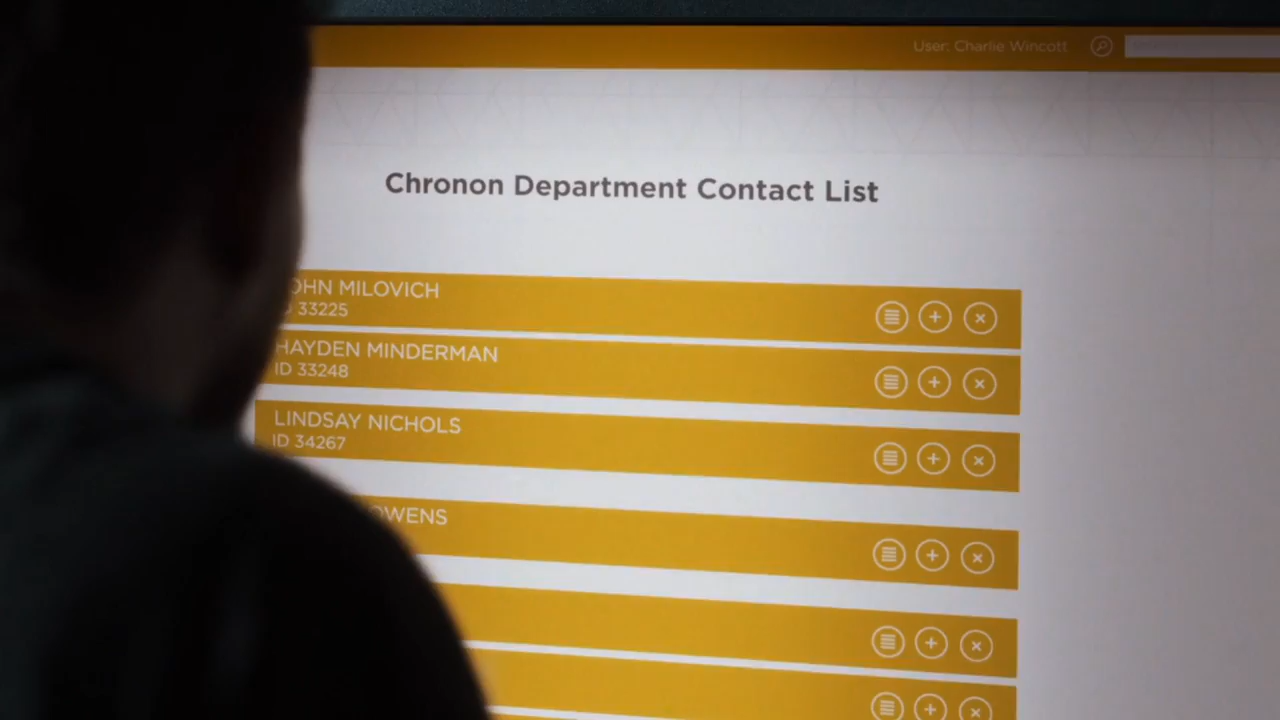 User: Charlie Wincott
Chronon Department Contact List
OHN MILOVICH
ID 33225
HAYDEN MINDERMAN
ID 33248
LINDSAY NICHOLS
ID 34267
OWENS